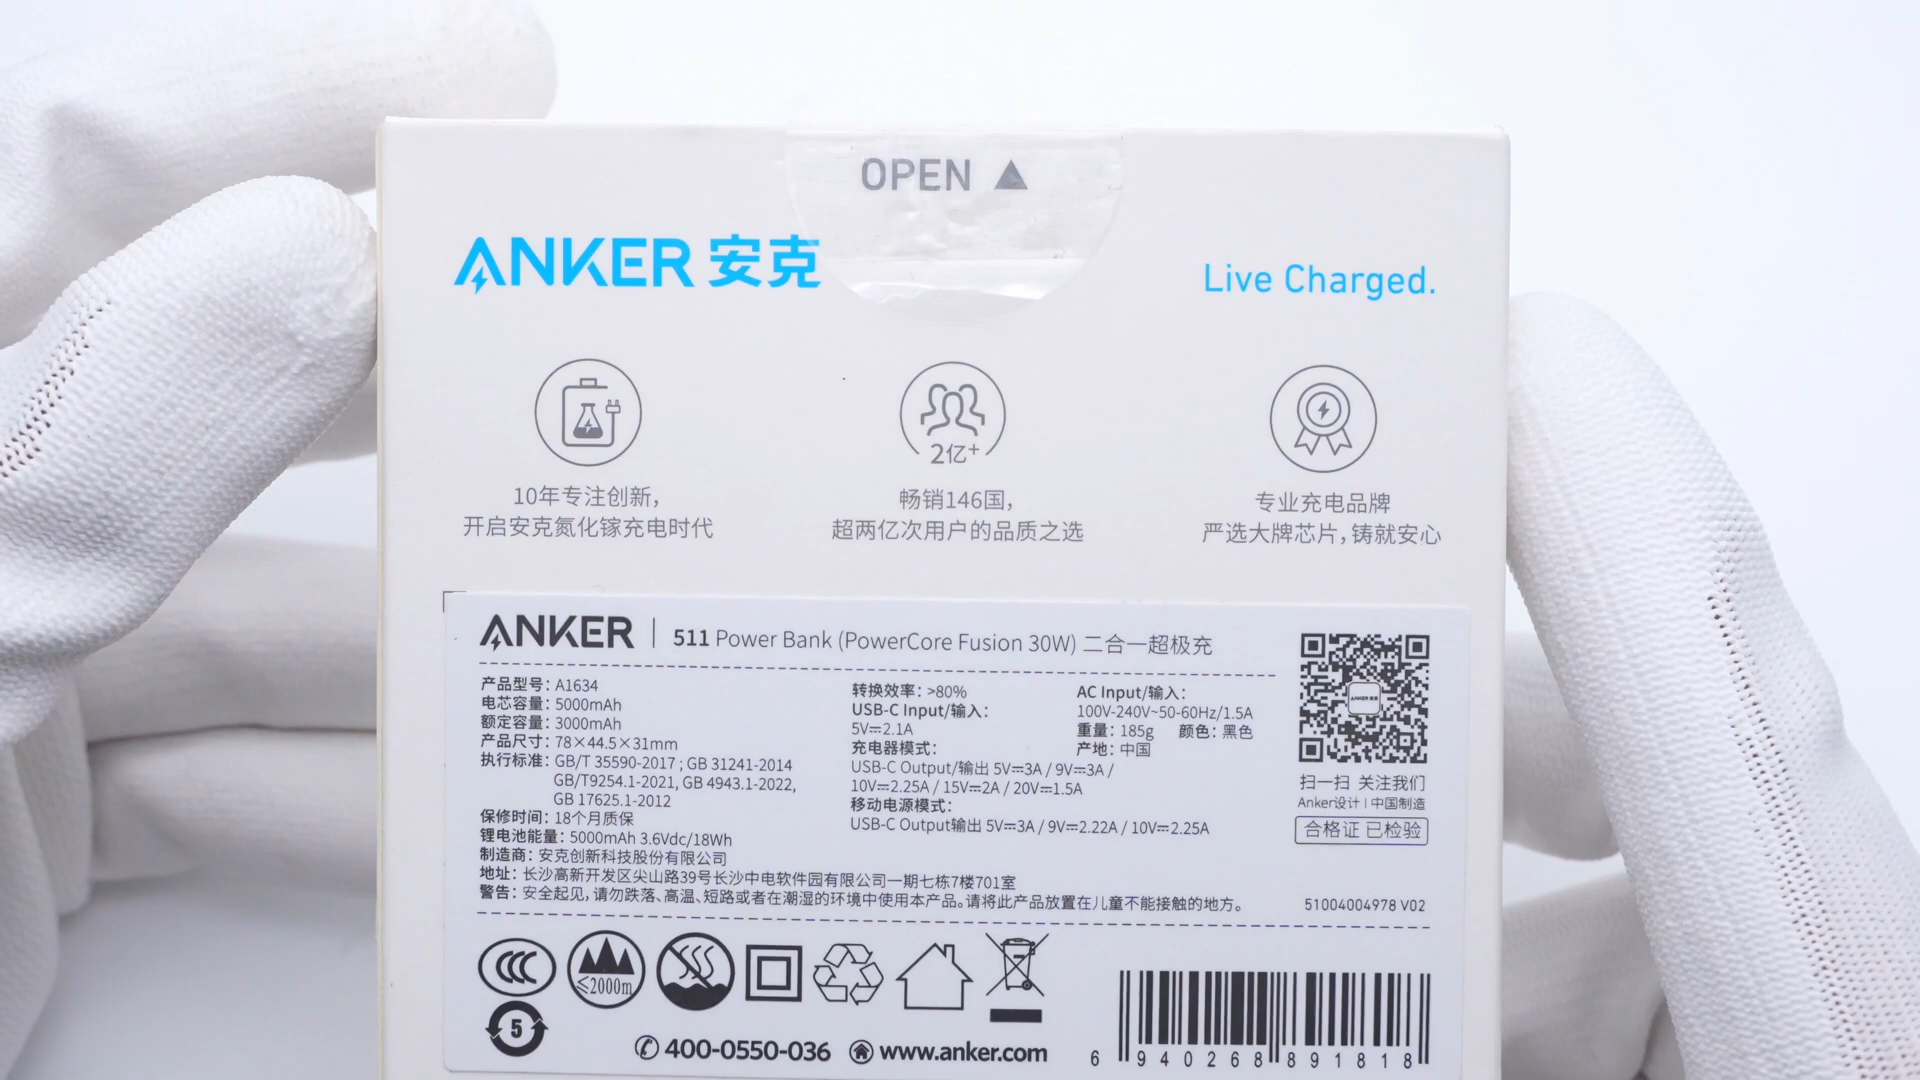 OPEN ▲
ANKER 安克
Live Charged.
2亿+
10年专注创新,
开启安克氮化镓充电时代
畅销146国,
超两亿次用户的品质之选
专业充电品牌
严选大牌芯片,铸就安心
ANKER | 511 Power Bank (PowerCore Fusion 30W) 二合一超极充
产品型号: A1634
电芯容量: 5000mAh
额定容量: 3000mAh
产品尺寸: 78×44.5×31mm
执行标准: GB/T 35590-2017 ; GB 31241-2014
GB/T9254.1-2021, GB 4943.1-2022,
GB 17625.1-2012
保修时间: 18个月质保
锂电池能量: 5000mAh 3.6Vdc/18Wh
制造商: 安克创新科技股份有限公司
地址: 长沙高新开发区尖山路39号长沙中电软件园有限公司一期七栋7楼701室
警告: 安全起见,请勿跌落、高温、短路或者在潮湿的环境中使用本产品。请将此产品放置在儿童不能接触的地方。
转换效率: >80%
USB-C Input/输入:
5V⎓2.1A
充电器模式:
USB-C Output/输出 5V⎓3A / 9V⎓3A /
10V⎓2.25A / 15V⎓2A / 20V⎓1.5A
移动电源模式:
USB-C Output输出 5V⎓3A / 9V⎓2.22A / 10V⎓2.25A
AC Input/输入:
100V-240V~50-60Hz/1.5A
重量: 185g 颜色: 黑色
产地: 中国
ANKER 安克
扫一扫 关注我们
Anker设计 | 中国制造
合格证 已检验
51004004978 V02
CCC
≤2000m
5
400-0550-036 www.anker.com
6 940268 891818